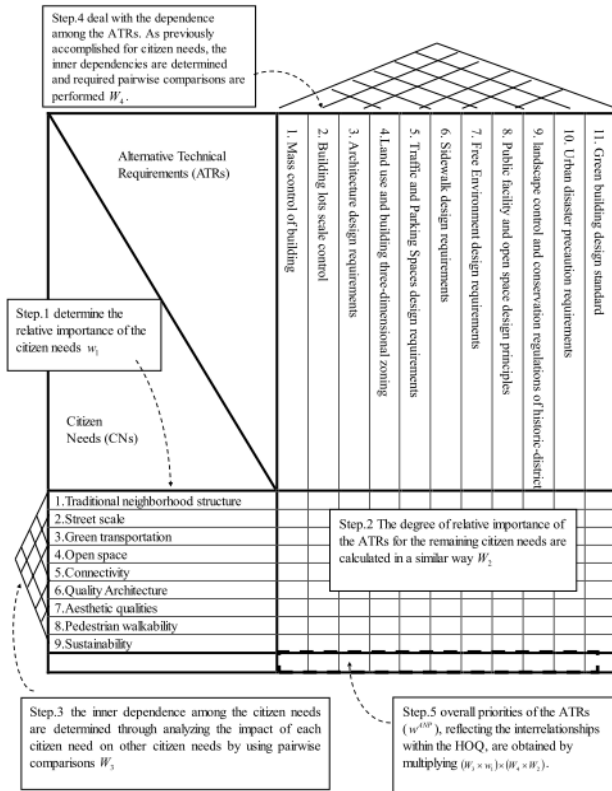 Step.4 deal with the dependence
among the ATRs. As previously
accomplished for citizen needs, the
inner dependencies are determined
and required pairwise comparisons are
performed W₄.
Alternative Technical
Requirements (ATRs)
1. Mass control of building
2. Building lots scale control
3. Architecture design requirements
4.Land use and building three-dimensional zoning
5. Traffic and Parking Spaces design requirements
6. Sidewalk design requirements
7. Free Environment design requirements
8. Public facility and open space design principles
9. landscape control and conservation regulations of historic-district
10. Urban disaster precaution requirements
11. Green building design standard
Step.1 determine the
relative importance of the
citizen needs w₁
Citizen
Needs (CNs)
1.Traditional neighborhood structure
2.Street scale
3.Green transportation
4.Open space
5.Connectivity
6.Quality Architecture
7.Aesthetic qualities
8.Pedestrian walkability
9.Sustainability
Step.2 The degree of relative importance of
the ATRs for the remaining citizen needs are
calculated in a similar way W₂
Step.3 the inner dependence among the citizen needs
are determined through analyzing the impact of each
citizen need on other citizen needs by using pairwise
comparisons W₃
Step.5 overall priorities of the ATRs
(w^ANP), reflecting the interrelationships
within the HOQ, are obtained by
multiplying (W₃ × w₁) × (W₄ × W₂).